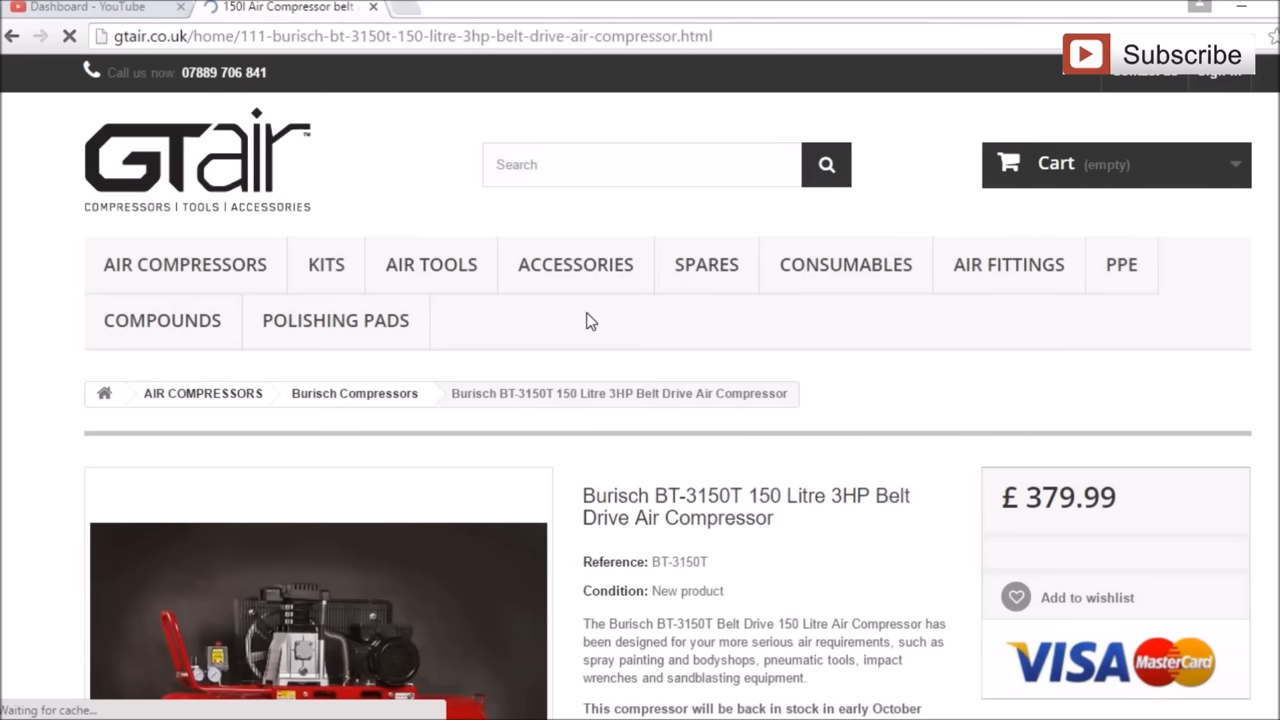 Dashboard - YouTube
150l Air Compressor belt
gtair.co.uk/home/111-burisch-bt-3150t-150-litre-3hp-belt-drive-air-compressor.html
Subscribe
Call us now: 07889 706 841
GTair™
COMPRESSORS | TOOLS | ACCESSORIES
Search
Cart (empty)
AIR COMPRESSORS KITS AIR TOOLS ACCESSORIES SPARES CONSUMABLES AIR FITTINGS PPE
COMPOUNDS POLISHING PADS
AIR COMPRESSORS Burisch Compressors Burisch BT-3150T 150 Litre 3HP Belt Drive Air Compressor
Burisch BT-3150T 150 Litre 3HP Belt
Drive Air Compressor
£ 379.99
Reference: BT-3150T
Condition: New product
Add to wishlist
The Burisch BT-3150T Belt Drive 150 Litre Air Compressor has
been designed for your more serious air requirements, such as
spray painting and bodyshops, pneumatic tools, impact
wrenches and sandblasting equipment.
VISA MasterCard
This compressor will be back in stock in early October
Waiting for cache...